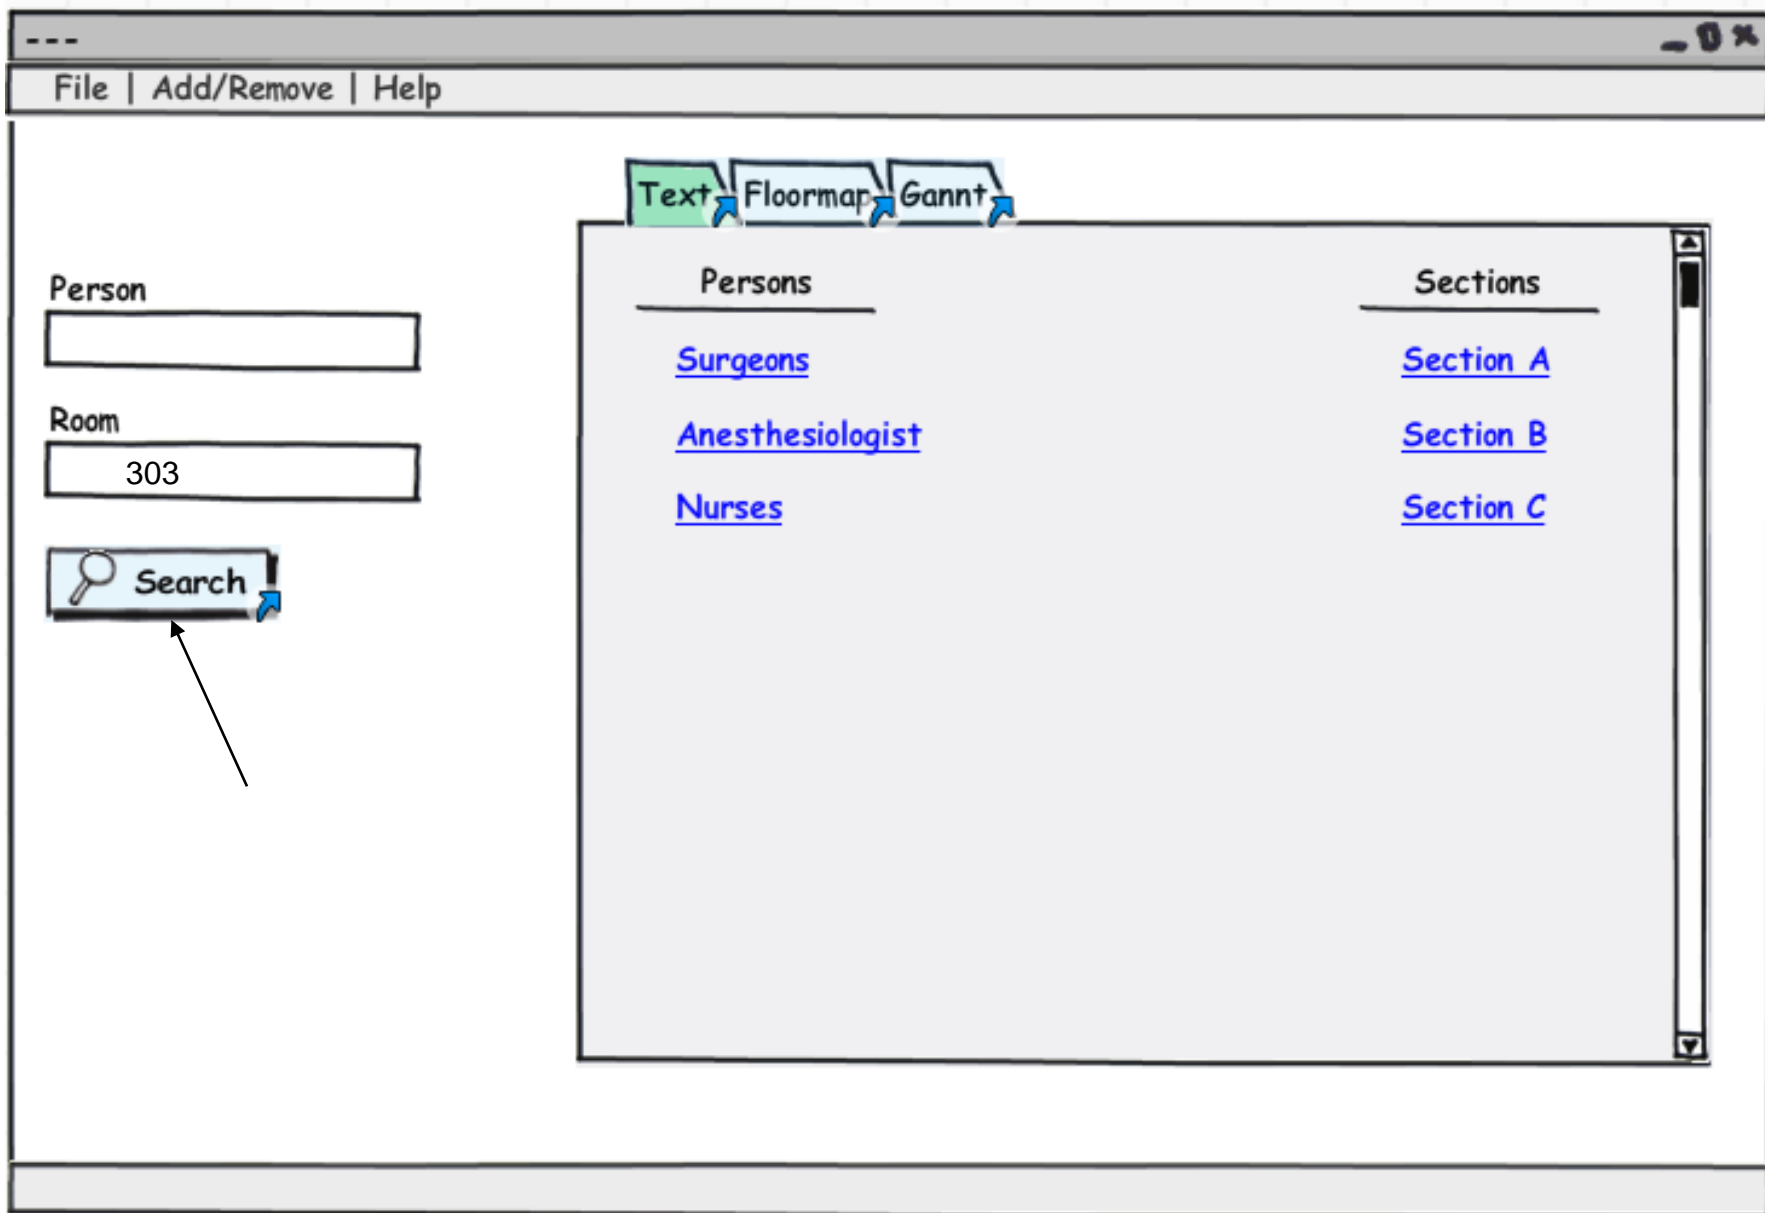 ---
File | Add/Remove | Help
Text Floormap Gannt
Persons Sections
Person
Surgeons Section A
Room
Anesthesiologist Section B
303
Nurses Section C
Search